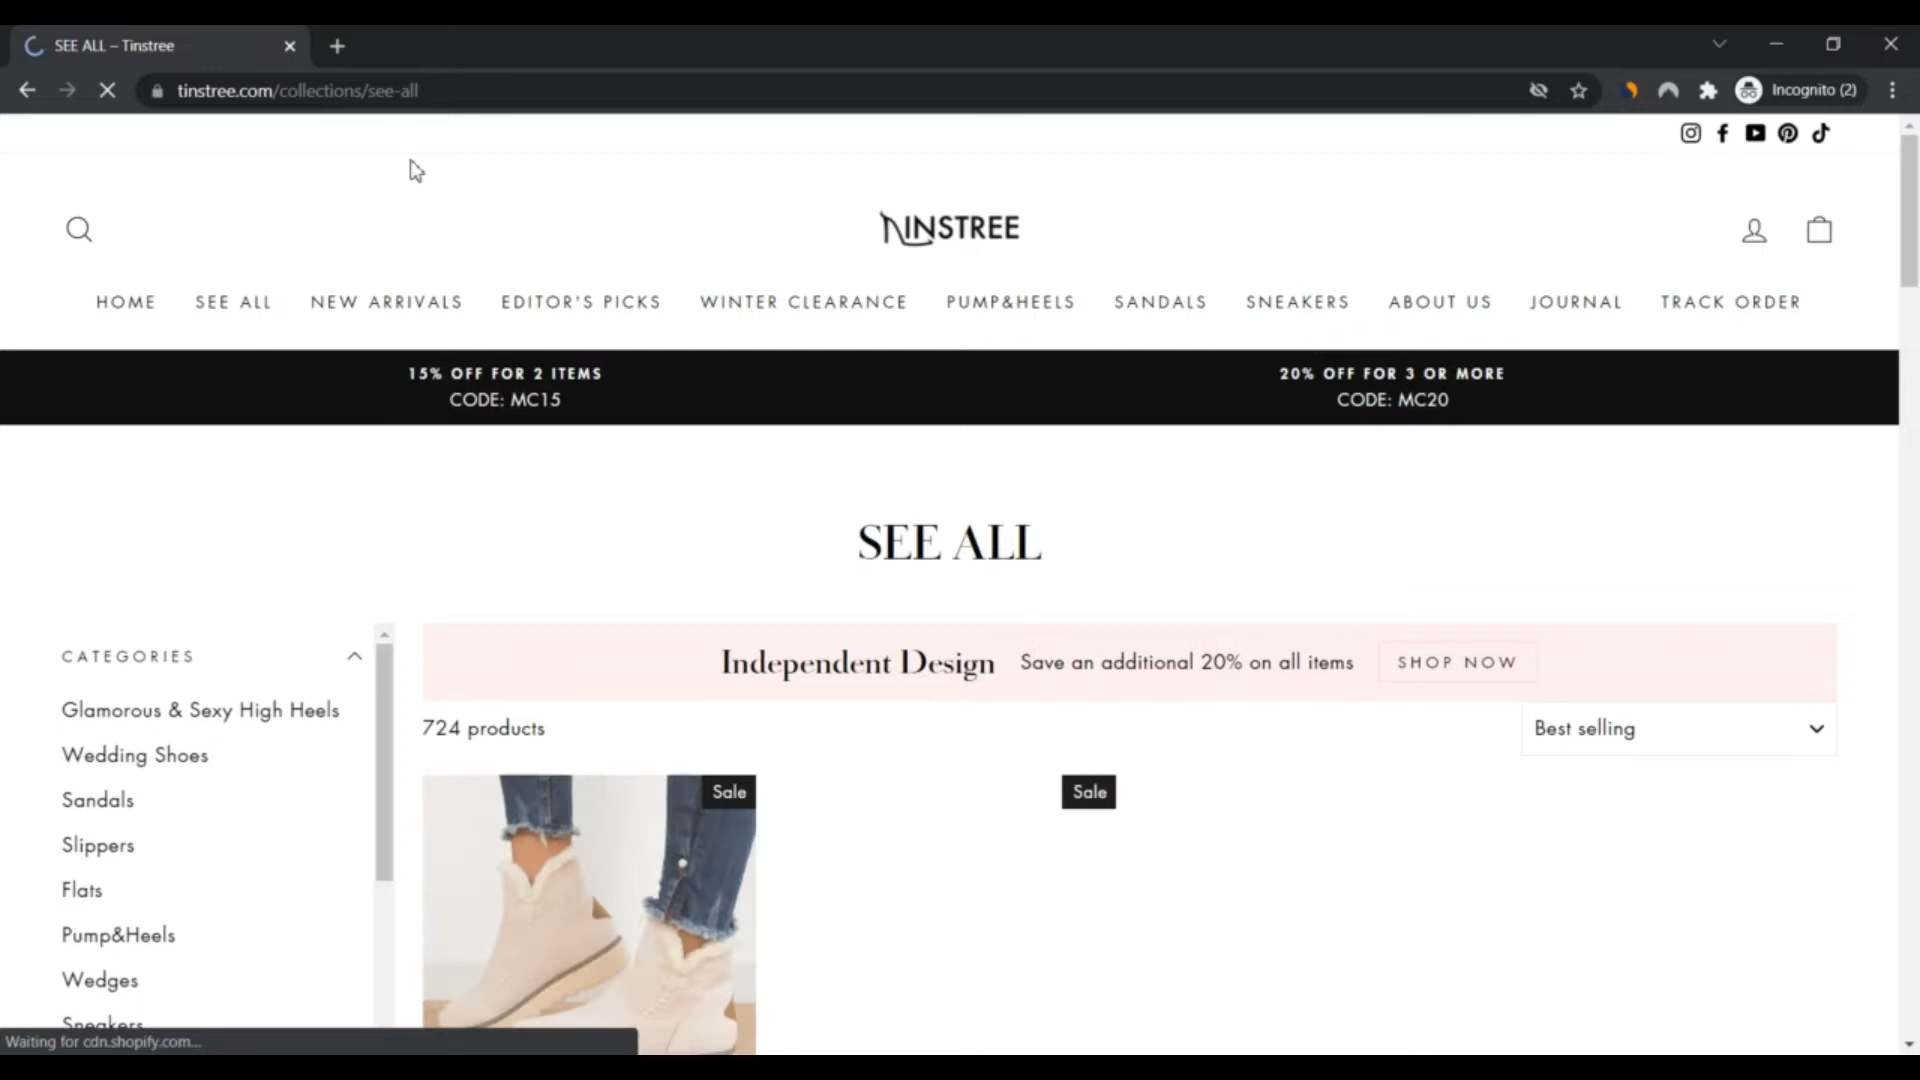 SEE ALL – Tinstree
tinstree.com/collections/see-all
Incognito (2)
TINSTREE
HOME SEE ALL NEW ARRIVALS EDITOR'S PICKS WINTER CLEARANCE PUMP&HEELS SANDALS SNEAKERS ABOUT US JOURNAL TRACK ORDER
15% OFF FOR 2 ITEMS
CODE: MC15
20% OFF FOR 3 OR MORE
CODE: MC20
SEE ALL
CATEGORIES
Glamorous & Sexy High Heels
Wedding Shoes
Sandals
Slippers
Flats
Pump&Heels
Wedges
Sneakers
Independent Design Save an additional 20% on all items SHOP NOW
724 products
Best selling
Sale
Sale
Waiting for cdn.shopify.com...